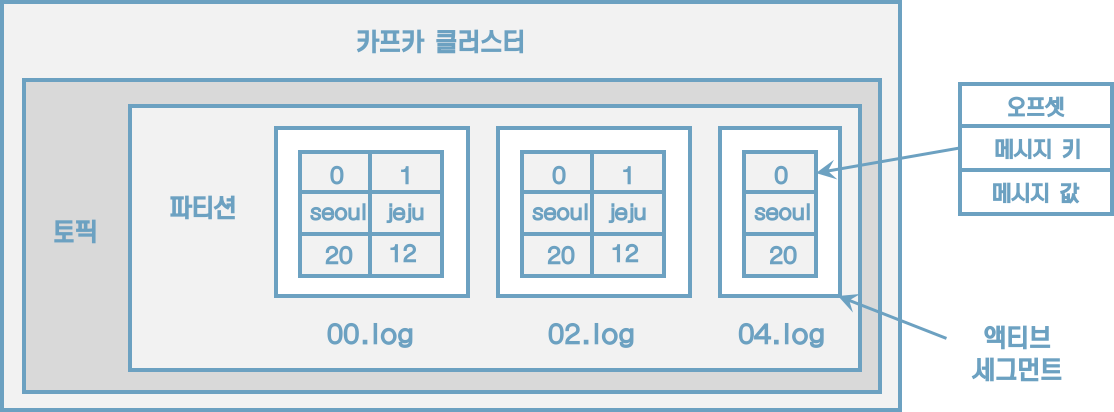 카프카 클러스터
토픽
파티션
0 1
seoul jeju
20 12
00.log
0 1
seoul jeju
20 12
02.log
0
seoul
20
04.log
오프셋
메시지 키
메시지 값
액티브
세그먼트